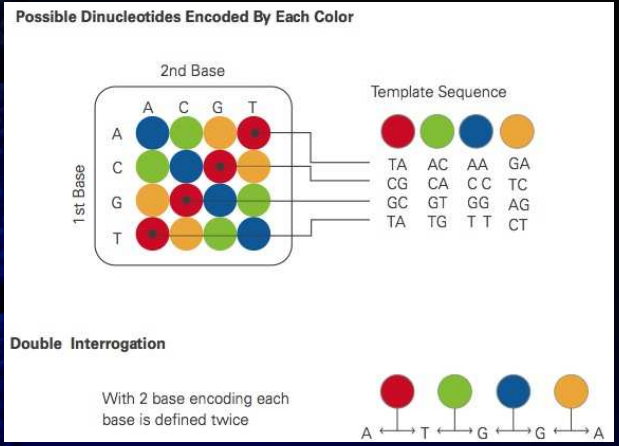 Possible Dinucleotides Encoded By Each Color
2nd Base
Template Sequence
A C G T
A
C
G
T
1st Base
TA AC AA GA
CG CA CC TC
GC GT GG AG
TA TG TT CT
Double Interrogation
With 2 base encoding each
base is defined twice
A T G G A